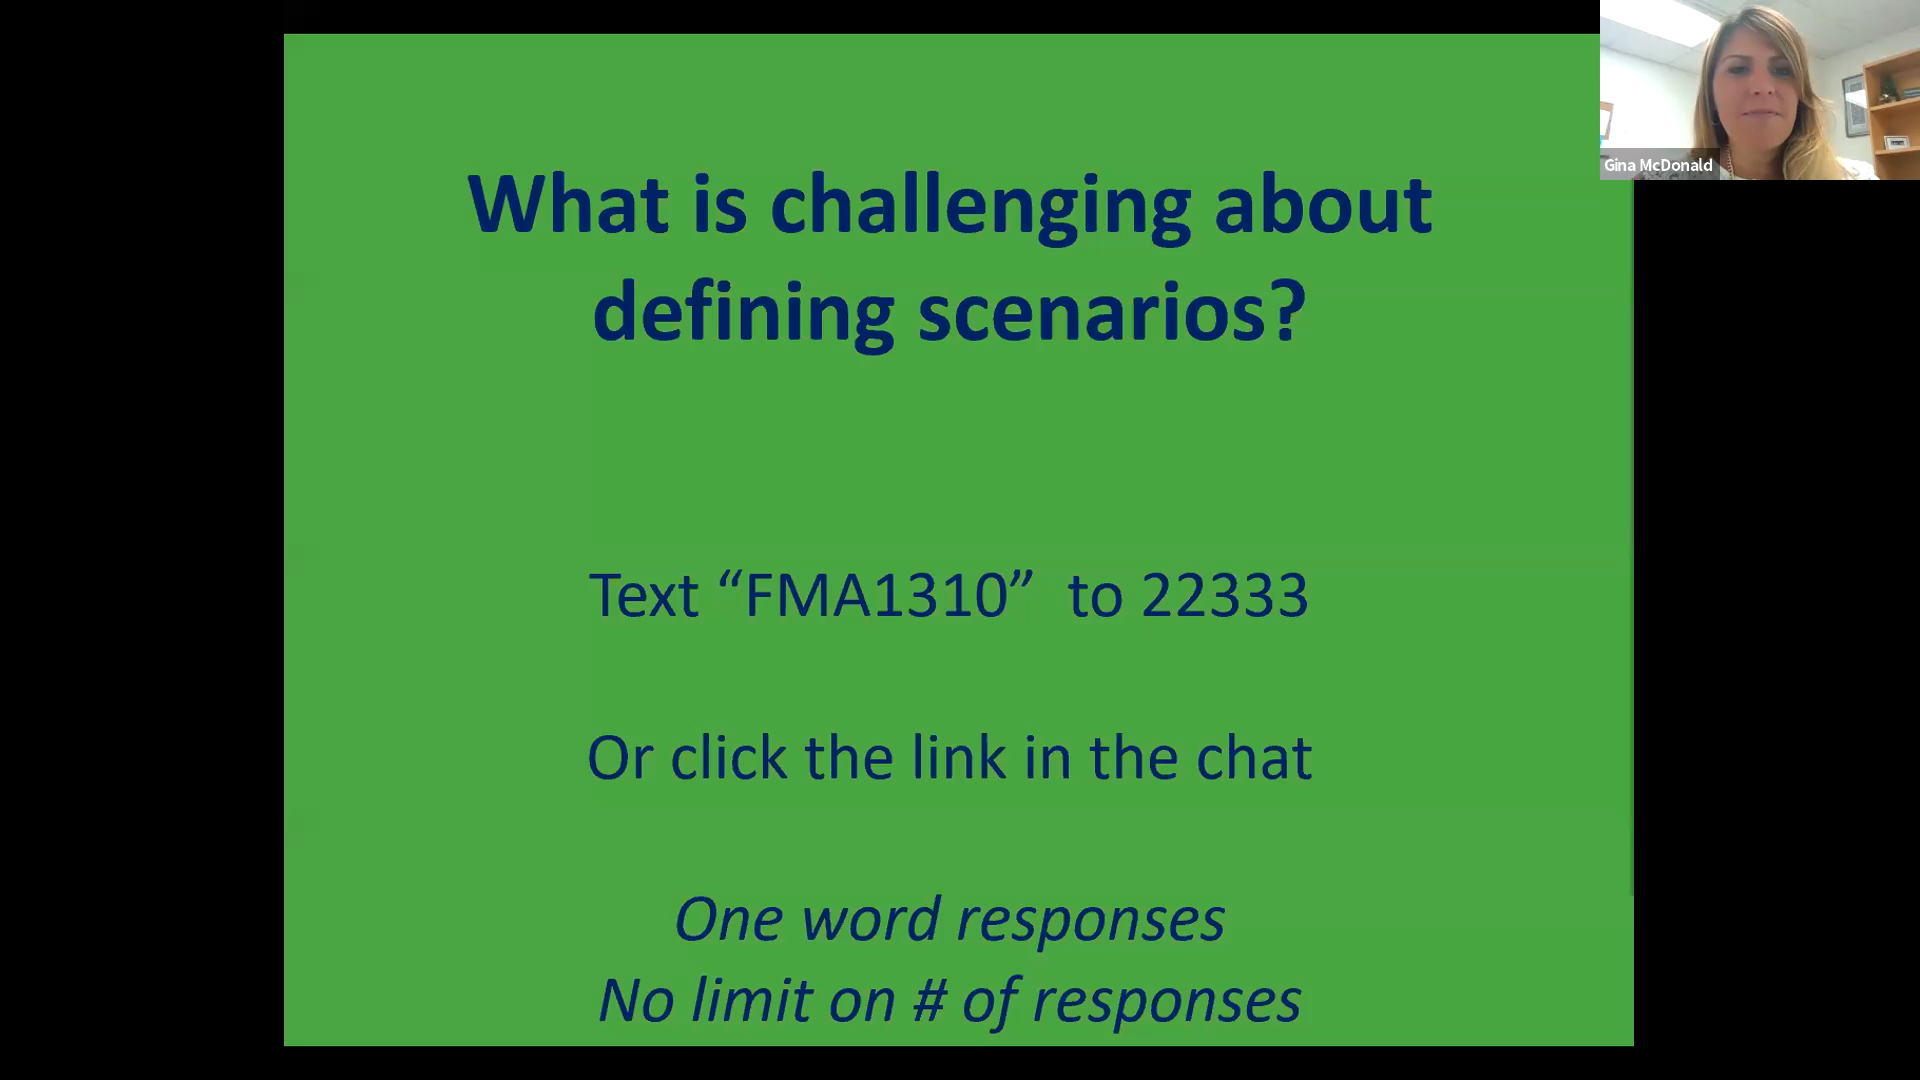 What is challenging about
defining scenarios?
Text “FMA1310”  to 22333
Or click the link in the chat
One word responses
No limit on # of responses
Gina McDonald